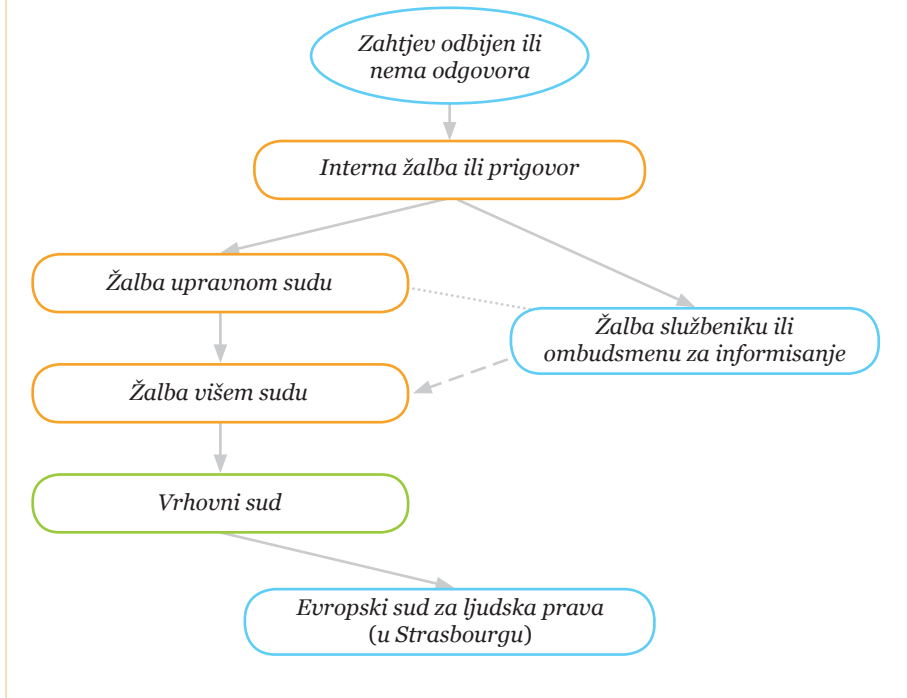 Zahtjev odbijen ili
nema odgovora
Interna žalba ili prigovor
Žalba upravnom sudu
Žalba službeniku ili
ombudsmenu za informisanje
Žalba višem sudu
Vrhovni sud
Evropski sud za ljudska prava
(u Strasbourgu)